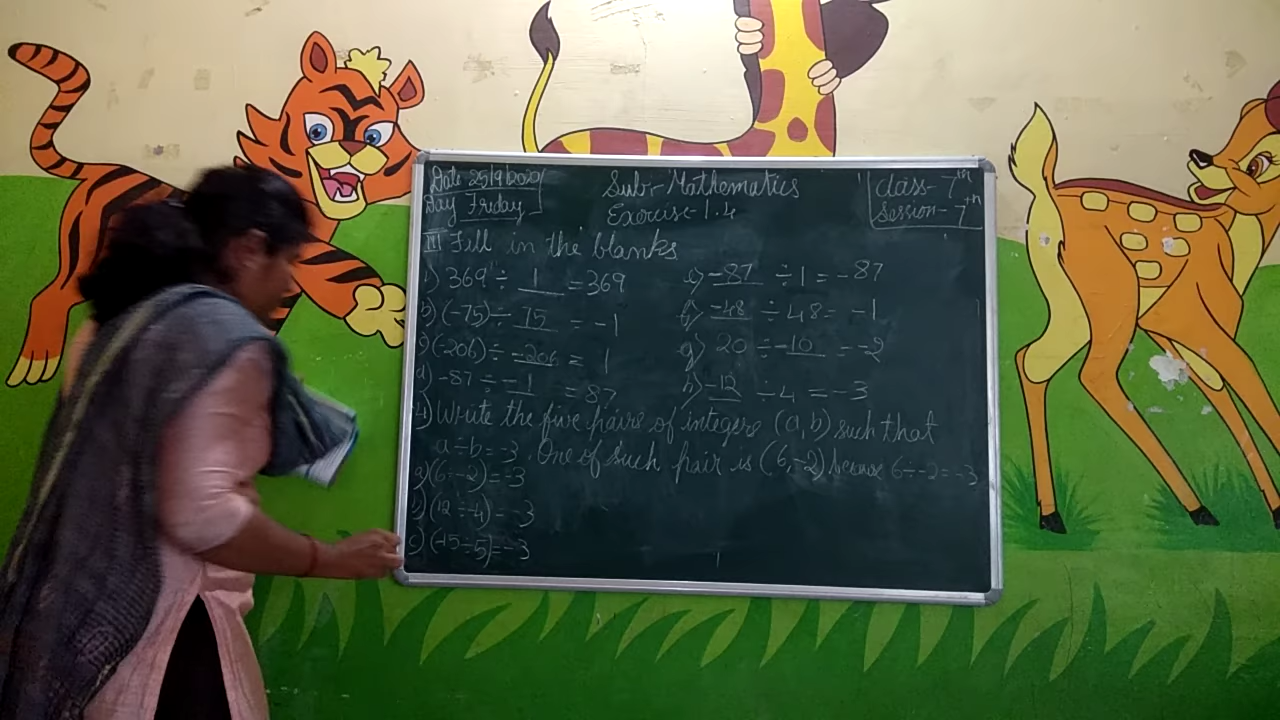 Date 25/9/2020
Day Friday
Sub:- Mathematics
Exercise- 1.4
Class- 7th
Session- 7th
III Fill in the blanks
369 ÷ 1 = 369
b) (-75) ÷ 75 = -1
c) (-206) ÷ -206 = 1
d) -87 ÷ -1 = 87
e) -87 ÷ 1 = -87
f) -48 ÷ 48 = -1
g) 20 ÷ -10 = -2
h) -12 ÷ 4 = -3
4) Write the five pairs of integers (a, b) such that
a ÷ b = -3. One of such pair is (6, -2) because 6 ÷ -2 = -3
a) (6 ÷ -2) = -3
b) (12 ÷ -4) = -3
c) (-15 ÷ 5) = -3